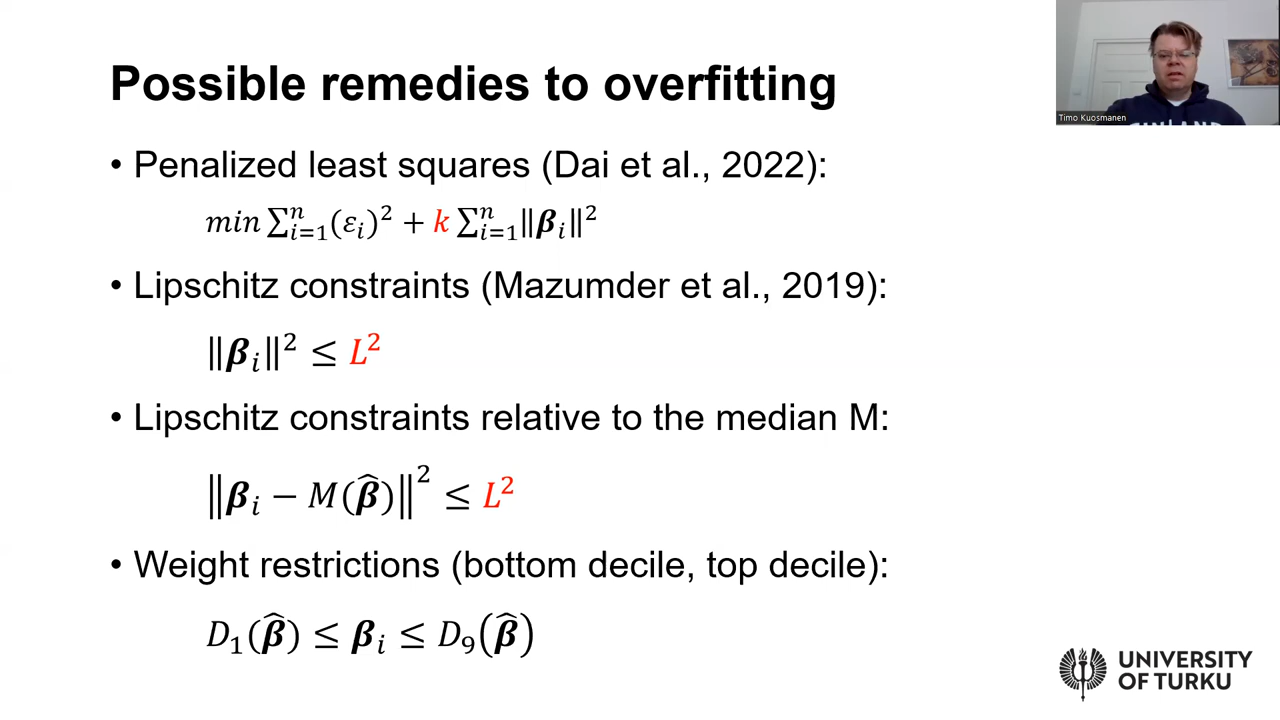 Possible remedies to overfitting
Timo Kuosmanen
• Penalized least squares (Dai et al., 2022):
min ∑ⁿᵢ₌₁(εᵢ)² + k ∑ⁿᵢ₌₁‖βᵢ‖²
• Lipschitz constraints (Mazumder et al., 2019):
‖βᵢ‖² ≤ L²
• Lipschitz constraints relative to the median M:
‖βᵢ − M(β̂)‖² ≤ L²
• Weight restrictions (bottom decile, top decile):
D₁(β̂) ≤ βᵢ ≤ D₉(β̂)
UNIVERSITY
OF TURKU